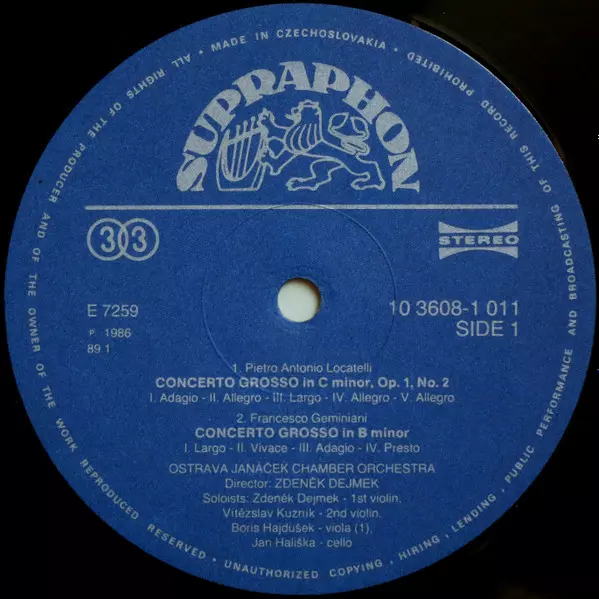 ALL RIGHTS OF THE PRODUCER AND OF THE OWNER OF THE WORK REPRODUCED RESERVED • UNAUTHORIZED COPYING, HIRING, LENDING, PUBLIC PERFORMANCE AND BROADCASTING OF THIS RECORD PROHIBITED • MADE IN CZECHOSLOVAKIA •
SUPRAPHON
33
STEREO
E 7259
10 3608-1 011
P 1986
SIDE 1
89 1
1. Pietro Antonio Locatelli
CONCERTO GROSSO in C minor, Op. 1, No. 2
I. Adagio - II. Allegro - III. Largo - IV. Allegro - V. Allegro
2. Francesco Geminiani
CONCERTO GROSSO in B minor
I. Largo - II. Vivace - III. Adagio - IV. Presto
OSTRAVA JANÁČEK CHAMBER ORCHESTRA
Director: ZDENĚK DEJMEK
Soloists: Zdeněk Dejmek - 1st violin.
Vítězslav Kuzník - 2nd violin.
Boris Hajdušek - viola (1).
Jan Hališka - cello